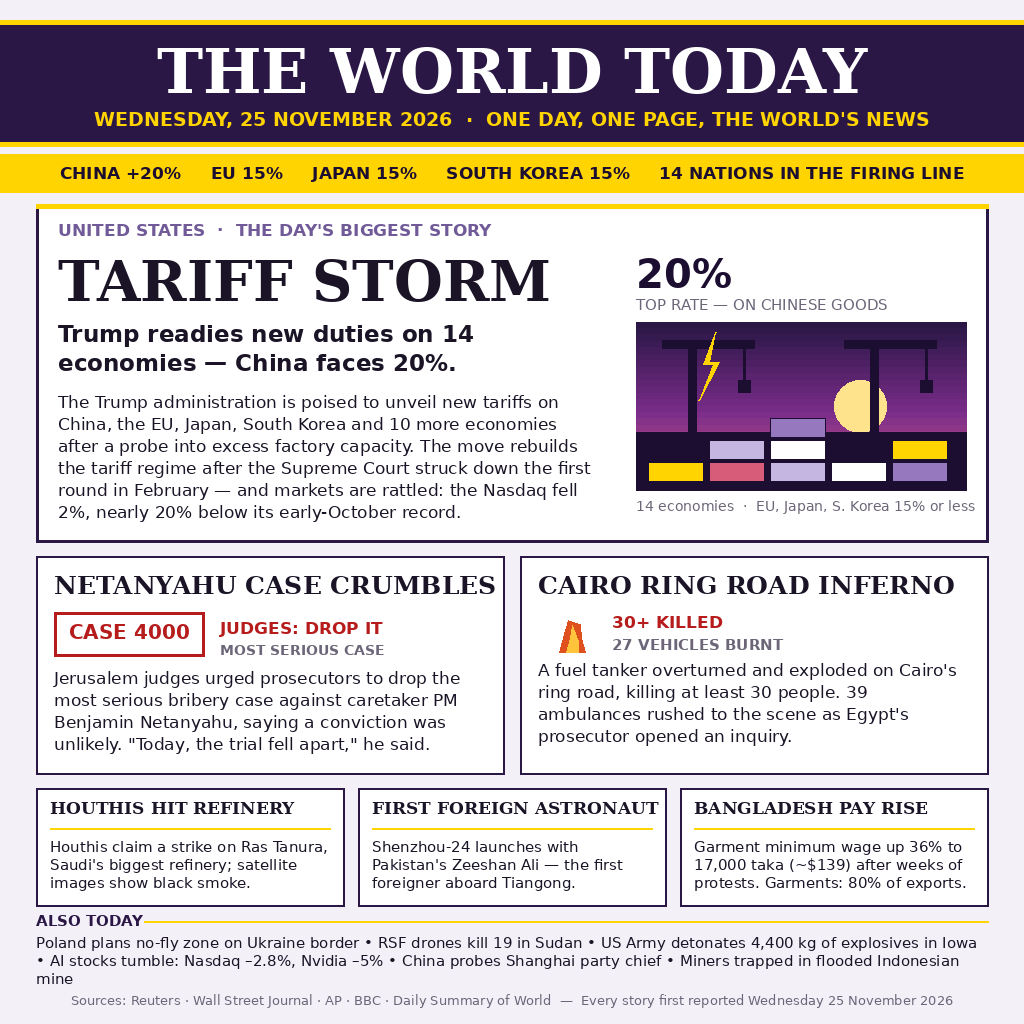 THE WORLD TODAY
WEDNESDAY, 25 NOVEMBER 2026 · ONE DAY, ONE PAGE, THE WORLD'S NEWS
CHINA +20% EU 15% JAPAN 15% SOUTH KOREA 15% 14 NATIONS IN THE FIRING LINE
UNITED STATES · THE DAY'S BIGGEST STORY
TARIFF STORM
Trump readies new duties on 14
economies — China faces 20%.
The Trump administration is poised to unveil new tariffs on
China, the EU, Japan, South Korea and 10 more economies
after a probe into excess factory capacity. The move rebuilds
the tariff regime after the Supreme Court struck down the first
round in February — and markets are rattled: the Nasdaq fell
2%, nearly 20% below its early-October record.
20%
TOP RATE — ON CHINESE GOODS
14 economies · EU, Japan, S. Korea 15% or less
NETANYAHU CASE CRUMBLES
CASE 4000
JUDGES: DROP IT
MOST SERIOUS CASE
Jerusalem judges urged prosecutors to drop the
most serious bribery case against caretaker PM
Benjamin Netanyahu, saying a conviction was
unlikely. "Today, the trial fell apart," he said.
CAIRO RING ROAD INFERNO
30+ KILLED
27 VEHICLES BURNT
A fuel tanker overturned and exploded on Cairo's
ring road, killing at least 30 people. 39
ambulances rushed to the scene as Egypt's
prosecutor opened an inquiry.
HOUTHIS HIT REFINERY
Houthis claim a strike on Ras Tanura,
Saudi's biggest refinery; satellite
images show black smoke.
FIRST FOREIGN ASTRONAUT
Shenzhou-24 launches with
Pakistan's Zeeshan Ali — the first
foreigner aboard Tiangong.
BANGLADESH PAY RISE
Garment minimum wage up 36% to
17,000 taka (~$139) after weeks of
protests. Garments: 80% of exports.
ALSO TODAY
Poland plans no-fly zone on Ukraine border • RSF drones kill 19 in Sudan • US Army detonates 4,400 kg of explosives in Iowa
• AI stocks tumble: Nasdaq –2.8%, Nvidia –5% • China probes Shanghai party chief • Miners trapped in flooded Indonesian
mine
Sources: Reuters · Wall Street Journal · AP · BBC · Daily Summary of World — Every story first reported Wednesday 25 November 2026